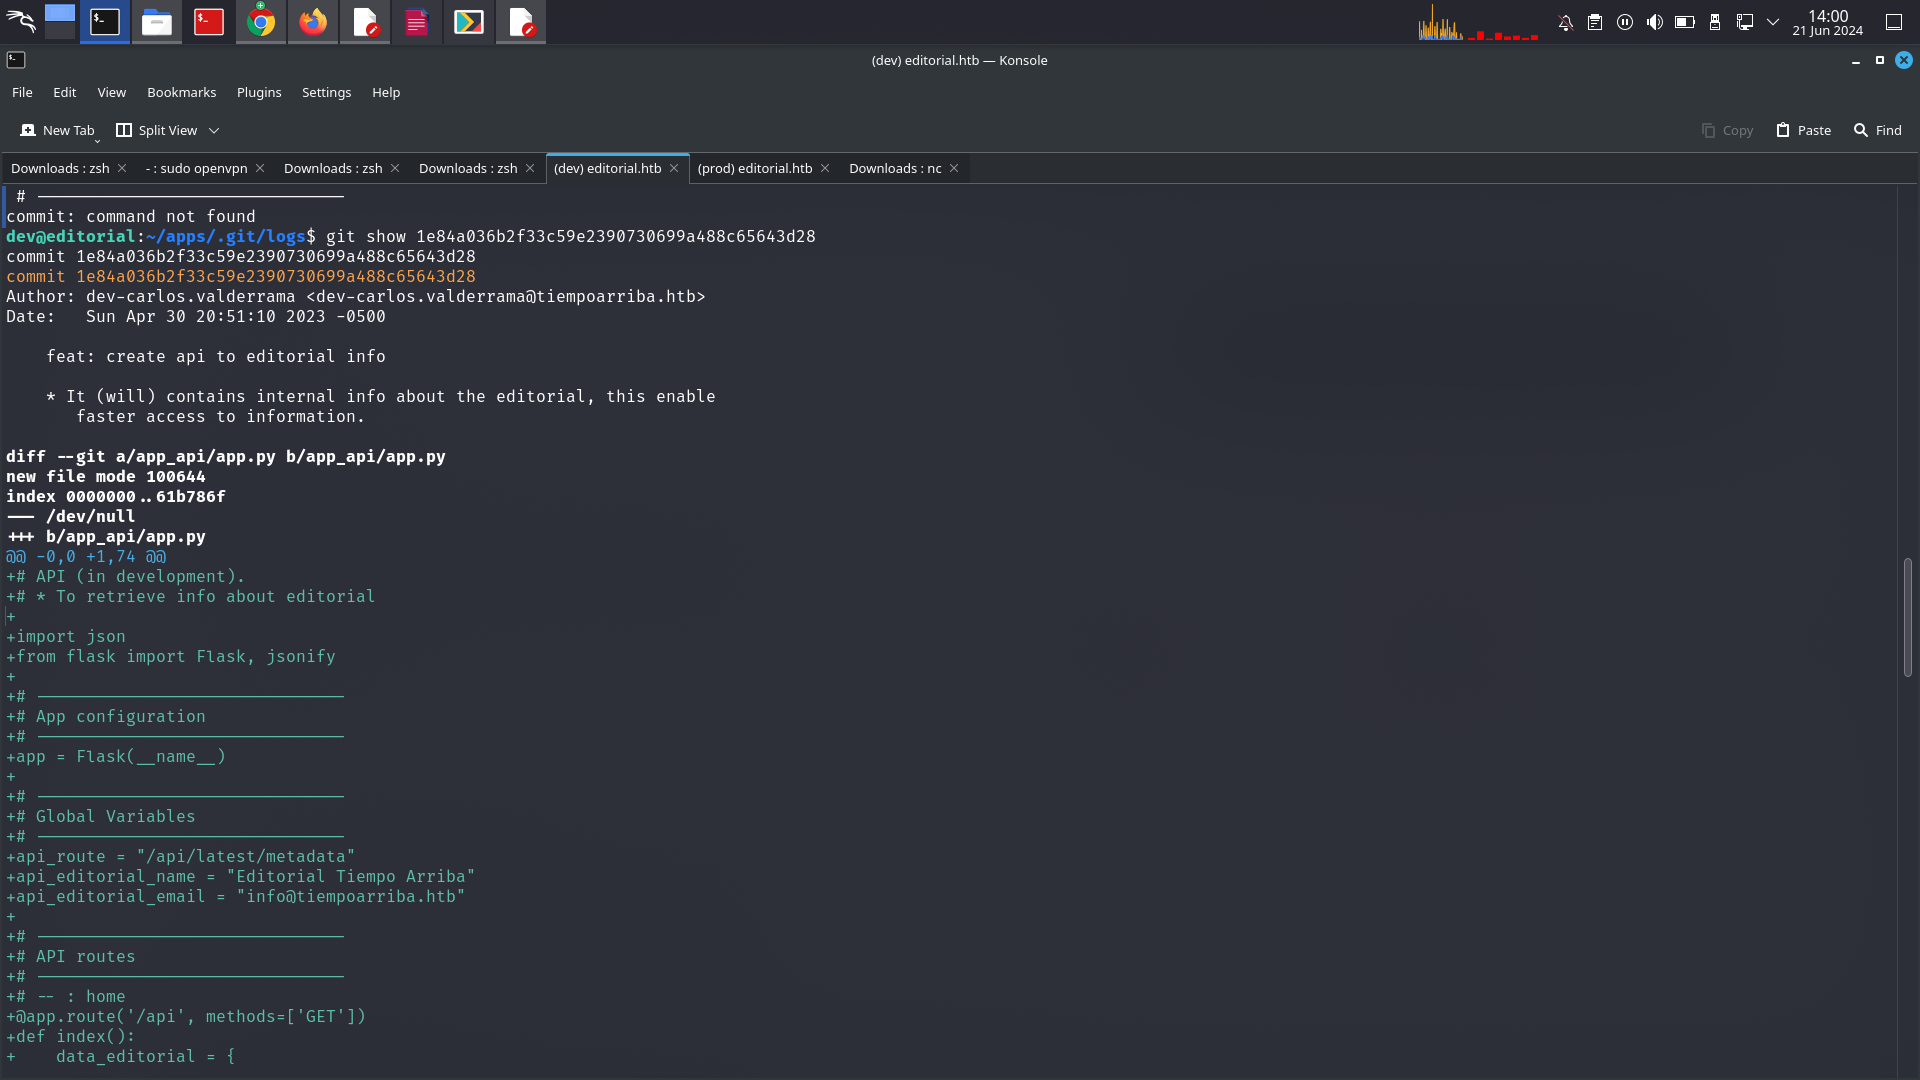 14:00
21 Jun 2024
(dev) editorial.htb — Konsole
File Edit View Bookmarks Plugins Settings Help
New Tab Split View Copy Paste Find
Downloads : zsh - : sudo openvpn Downloads : zsh Downloads : zsh (dev) editorial.htb (prod) editorial.htb Downloads : nc
# -------------------------------
commit: command not found
dev@editorial:~/apps/.git/logs$ git show 1e84a036b2f33c59e2390730699a488c65643d28
commit 1e84a036b2f33c59e2390730699a488c65643d28
commit 1e84a036b2f33c59e2390730699a488c65643d28
Author: dev-carlos.valderrama <dev-carlos.valderrama@tiempoarriba.htb>
Date:   Sun Apr 30 20:51:10 2023 -0500
feat: create api to editorial info
* It (will) contains internal info about the editorial, this enable
faster access to information.
diff --git a/app_api/app.py b/app_api/app.py
new file mode 100644
index 0000000..61b786f
--- /dev/null
+++ b/app_api/app.py
@@ -0,0 +1,74 @@
+# API (in development).
+# * To retrieve info about editorial
+
+import json
+from flask import Flask, jsonify
+
+# -------------------------------
+# App configuration
+# -------------------------------
+app = Flask(__name__)
+
+# -------------------------------
+# Global Variables
+# -------------------------------
+api_route = "/api/latest/metadata"
+api_editorial_name = "Editorial Tiempo Arriba"
+api_editorial_email = "info@tiempoarriba.htb"
+
+# -------------------------------
+# API routes
+# -------------------------------
+# -- : home
+@app.route('/api', methods=['GET'])
+def index():
+    data_editorial = {